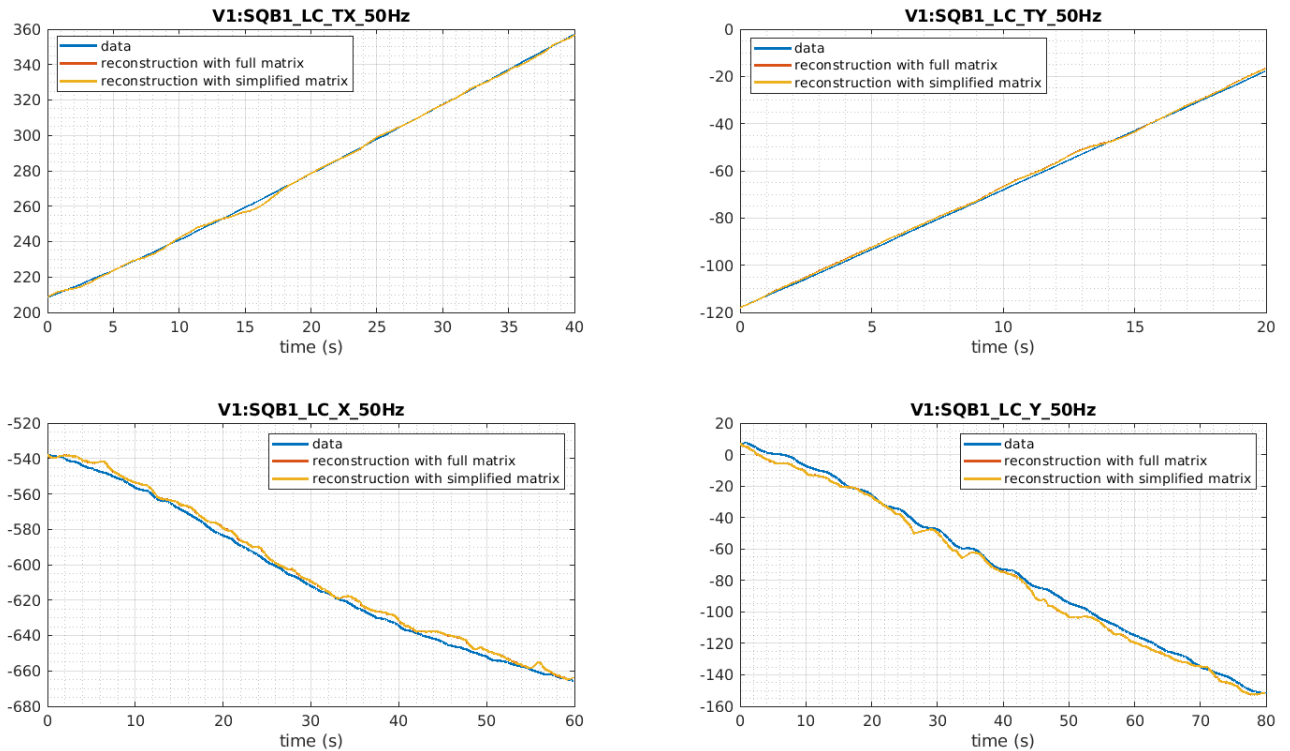 V1:SQB1_LC_TX_50Hz
360
340
320
300
280
260
240
220
200
data
reconstruction with full matrix
reconstruction with simplified matrix
0 5 10 15 20 25 30 35 40
time (s)
V1:SQB1_LC_TY_50Hz
0
-20
-40
-60
-80
-100
-120
data
reconstruction with full matrix
reconstruction with simplified matrix
0 5 10 15 20
time (s)
V1:SQB1_LC_X_50Hz
-520
-540
-560
-580
-600
-620
-640
-660
-680
data
reconstruction with full matrix
reconstruction with simplified matrix
0 10 20 30 40 50 60
time (s)
V1:SQB1_LC_Y_50Hz
20
0
-20
-40
-60
-80
-100
-120
-140
-160
data
reconstruction with full matrix
reconstruction with simplified matrix
0 10 20 30 40 50 60 70 80
time (s)